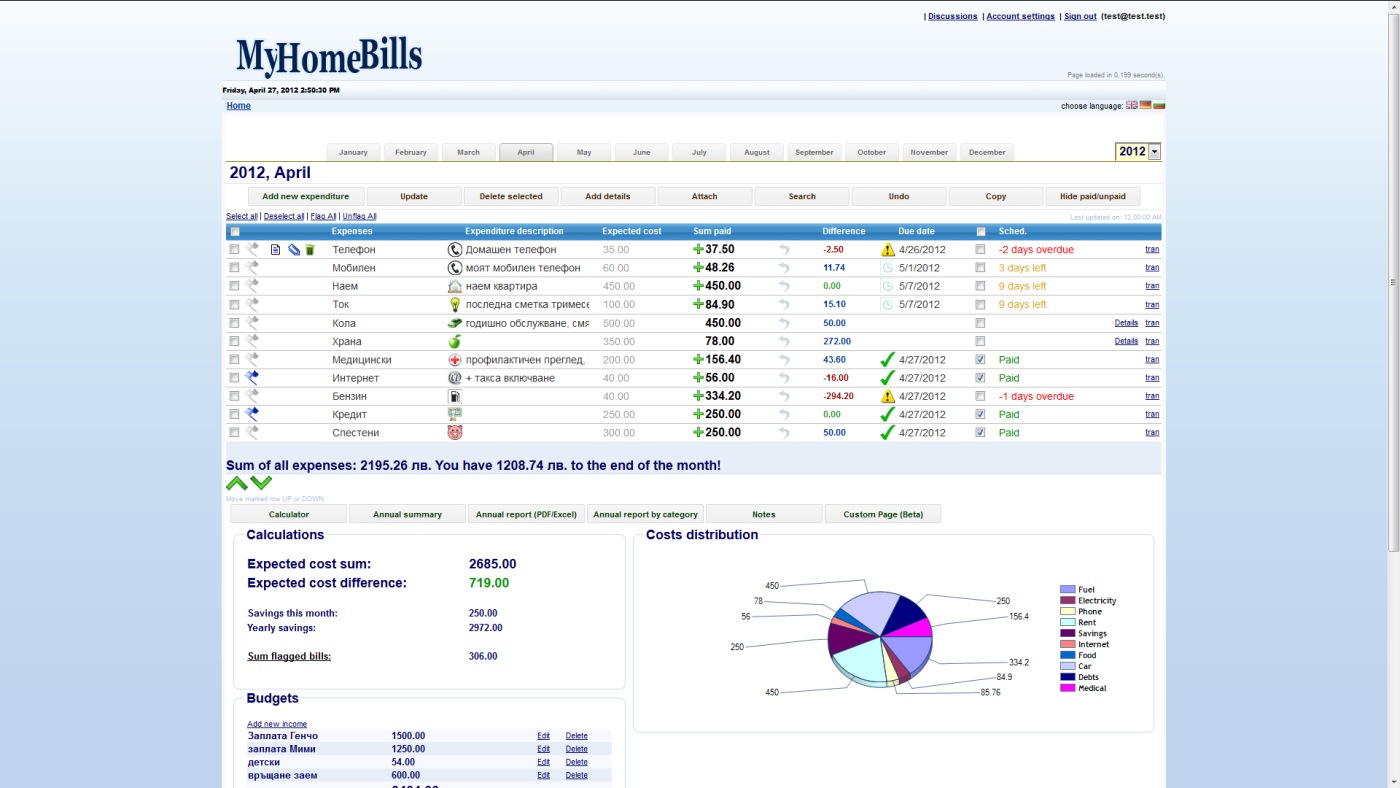 | Discussions | Account settings | Sign out (test@test.test)
MyHomeBills
Page loaded in 0.199 second(s).
Friday, April 27, 2012 2:50:30 PM
Home choose language:
January February March April May June July August September October November December 2012
2012, April
Add new expenditure Update Delete selected Add details Attach Search Undo Copy Hide paid/unpaid
Select all | Deselect all | Flag All | Unflag All Last updated on: 12:00:00 AM
Expenses Expenditure description Expected cost Sum paid Difference Due date Sched.
Телефон Домашен телефон 35.00 37.50 -2.50 4/26/2012 -2 days overdue tran
Мобилен моят мобилен телефон 60.00 48.26 11.74 5/1/2012 3 days left tran
Наем наем квартира 450.00 450.00 0.00 5/7/2012 9 days left tran
Ток последна сметка тримесе 100.00 84.90 15.10 5/7/2012 9 days left tran
Кола годишно обслужване, смя 500.00 450.00 50.00 Details tran
Храна 350.00 78.00 272.00 Details tran
Медицински профилактичен преглед, 200.00 156.40 43.60 4/27/2012 Paid tran
Интернет + такса включване 40.00 56.00 -16.00 4/27/2012 Paid tran
Бензин 40.00 334.20 -294.20 4/27/2012 -1 days overdue tran
Кредит 250.00 250.00 0.00 4/27/2012 Paid tran
Спестени 300.00 250.00 50.00 4/27/2012 Paid tran
Sum of all expenses: 2195.26 лв. You have 1208.74 лв. to the end of the month!
Move marked row UP or DOWN
Calculator Annual summary Annual report (PDF/Excel) Annual report by category Notes Custom Page (Beta)
Calculations
Expected cost sum: 2685.00
Expected cost difference: 719.00
Savings this month: 250.00
Yearly savings: 2972.00
Sum flagged bills: 306.00
Costs distribution
450
78
56
250
450
250
156.4
334.2
84.9
85.76
Fuel
Electricity
Phone
Rent
Savings
Internet
Food
Car
Debts
Medical
Budgets
Add new income
Заплата Генчо 1500.00 Edit Delete
заплата Мими 1250.00 Edit Delete
детски 54.00 Edit Delete
връщане заем 600.00 Edit Delete